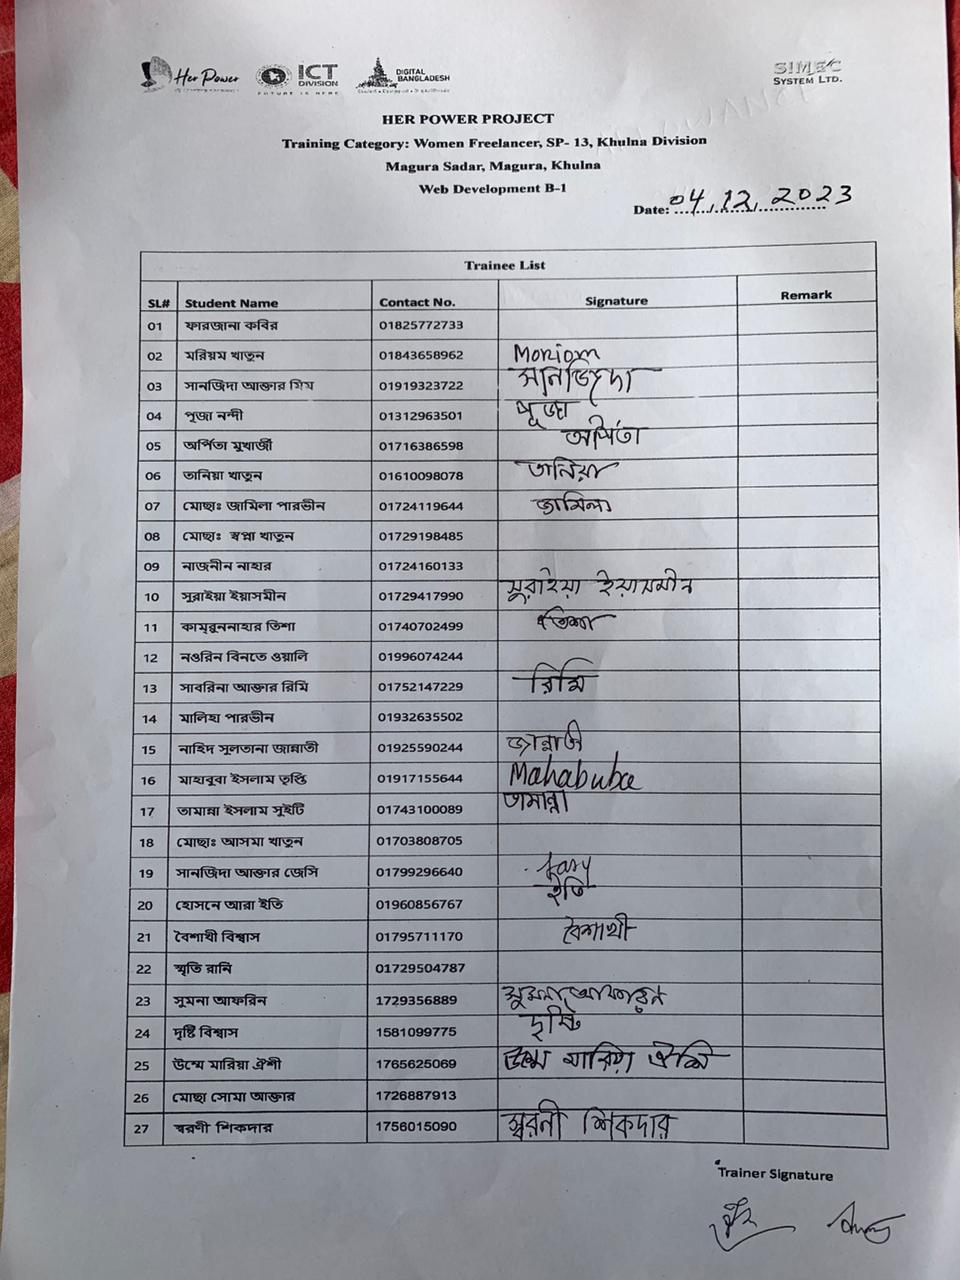 Her Power
ICT DIVISION
FUTURE IS HERE
DIGITAL BANGLADESH
SIMEC SYSTEM LTD.
HER POWER PROJECT
Training Category: Women Freelancer, SP- 13, Khulna Division
Magura Sadar, Magura, Khulna
Web Development B-1
Date: 04.12.2023
Trainee List
SL# Student Name Contact No. Signature Remark
01 ফারজানা কবির 01825772733
02 মরিয়ম খাতুন 01843658962 Moriom
03 সানজিদা আক্তার মিম 01919323722 সানজিদা
04 পূজা নন্দী 01312963501 পূজা
05 অর্পিতা মুখার্জী 01716386598 অর্পিতা
06 তানিয়া খাতুন 01610098078 তানিয়া
07 মোছাঃ জামিলা পারভীন 01724119644 জামিলা
08 মোছাঃ স্বপ্না খাতুন 01729198485
09 নাজনীন নাহার 01724160133
10 সুরাইয়া ইয়াসমীন 01729417990 সুরাইয়া ইয়াসমীন
11 কামরুননাহার তিশা 01740702499 তিশা
12 নওরিন বিনতে ওয়ালি 01996074244
13 সাবরিনা আক্তার রিমি 01752147229 রিমি
14 মালিহা পারভীন 01932635502
15 নাহিদ সুলতানা জান্নাতী 01925590244 জান্নাতী
16 মাহাবুবা ইসলাম তৃপ্তি 01917155644 Mahabuba
17 তামান্না ইসলাম সুইটি 01743100089 তামান্না
18 মোছাঃ আসমা খাতুন 01703808705
19 সানজিদা আক্তার জেসি 01799296640
20 হোসনে আরা ইতি 01960856767 ইতি
21 বৈশাখী বিশ্বাস 01795711170 বৈশাখী
22 স্মৃতি রানি 01729504787
23 সুমনা আফরিন 1729356889 সুমনা আফরিন
24 দৃষ্টি বিশ্বাস 1581099775 দৃষ্টি
25 উম্মে মারিয়া ঐশী 1765625069 উম্মে মারিয়া ঐশি
26 মোছা সোমা আক্তার 1726887913
27 স্বরণী শিকদার 1756015090 স্বরনী শিকদার
Trainer Signature